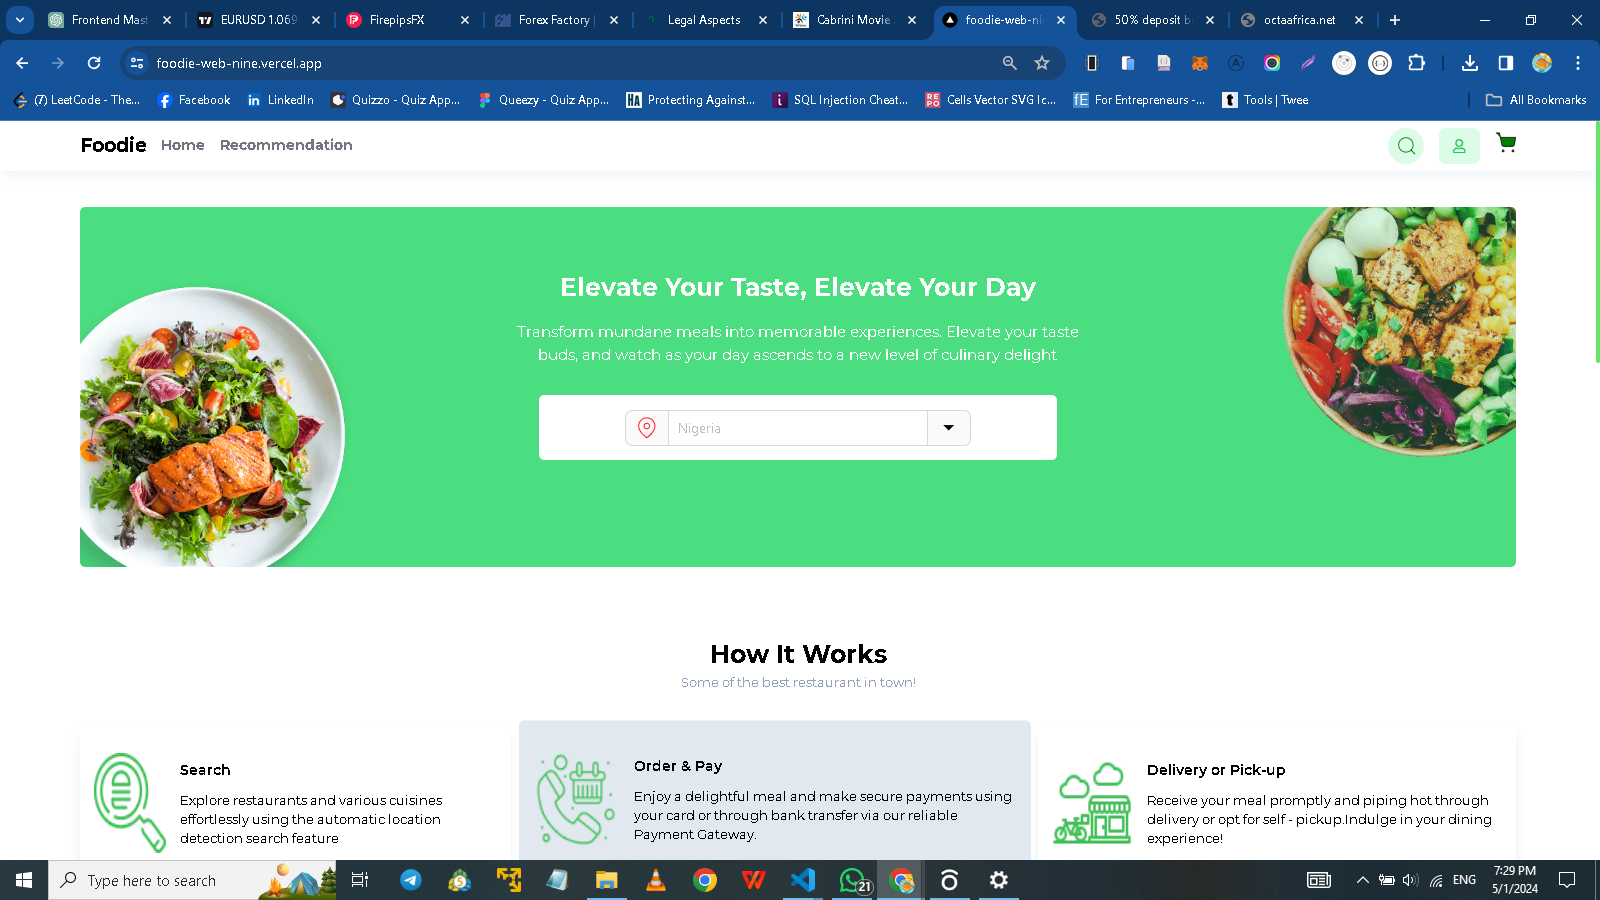 Frontend Mast
EURUSD 1.069
FirepipsFX
Forex Factory |
Legal Aspects
Cabrini Movie
foodie-web-ni
50% deposit b
octaafrica.net
foodie-web-nine.vercel.app
(7) LeetCode - The...
Facebook
LinkedIn
Quizzo - Quiz App...
Queezy - Quiz App...
Protecting Against...
SQL Injection Cheat...
Cells Vector SVG Ic...
For Entrepreneurs -...
Tools | Twee
All Bookmarks
Foodie
Home
Recommendation
Elevate Your Taste, Elevate Your Day
Transform mundane meals into memorable experiences. Elevate your taste
buds, and watch as your day ascends to a new level of culinary delight
Nigeria
How It Works
Some of the best restaurant in town!
Search
Explore restaurants and various cuisines
effortlessly using the automatic location
detection search feature
Order & Pay
Enjoy a delightful meal and make secure payments using
your card or through bank transfer via our reliable
Payment Gateway.
Delivery or Pick-up
Receive your meal promptly and piping hot through
delivery or opt for self - pickup.Indulge in your dining
experience!
Type here to search
21
ENG
7:29 PM
5/1/2024